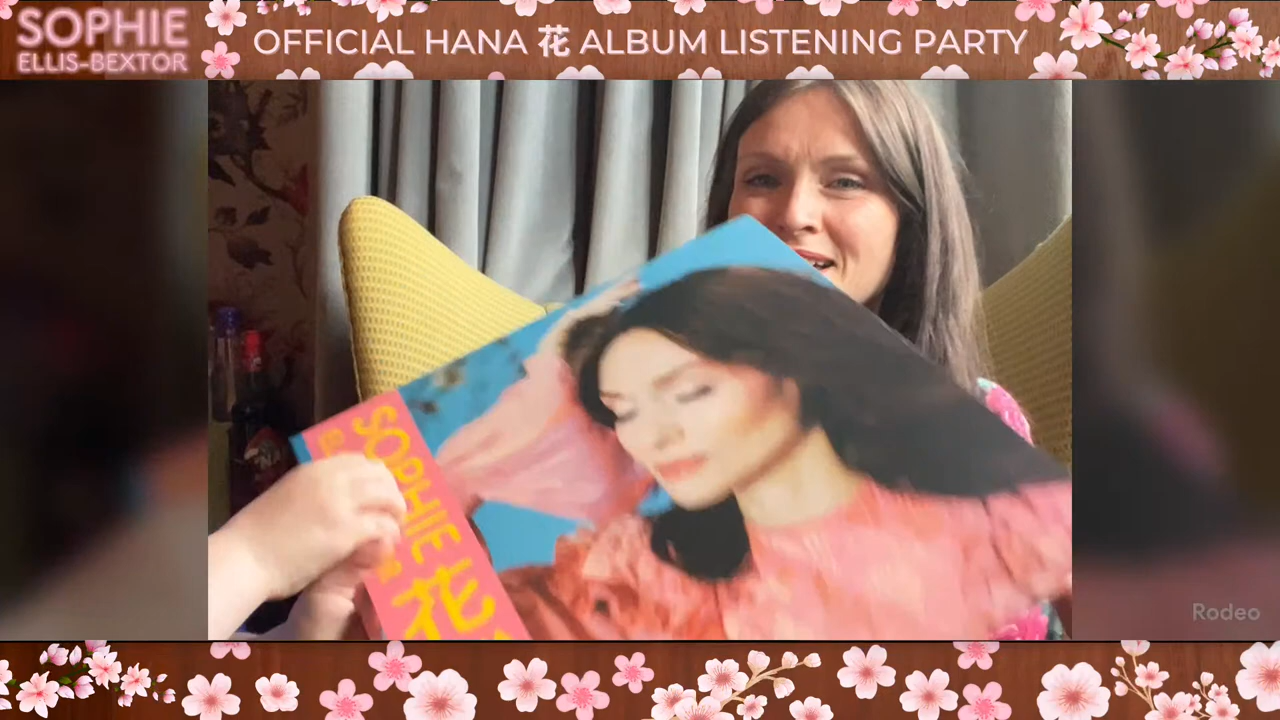 SOPHIE
ELLIS-BEXTOR
OFFICIAL HANA 花 ALBUM LISTENING PARTY
SOPHIE
花
Rodeo